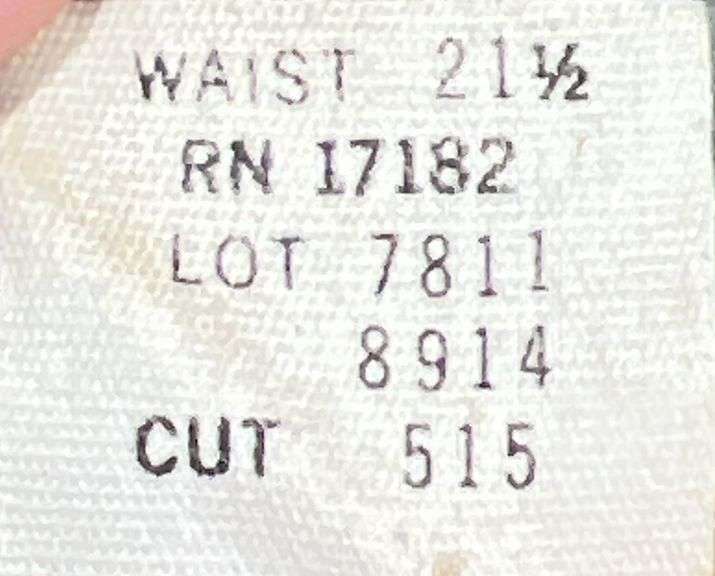 WAIST 21½
RN 17182
LOT 7811
8914
CUT 515